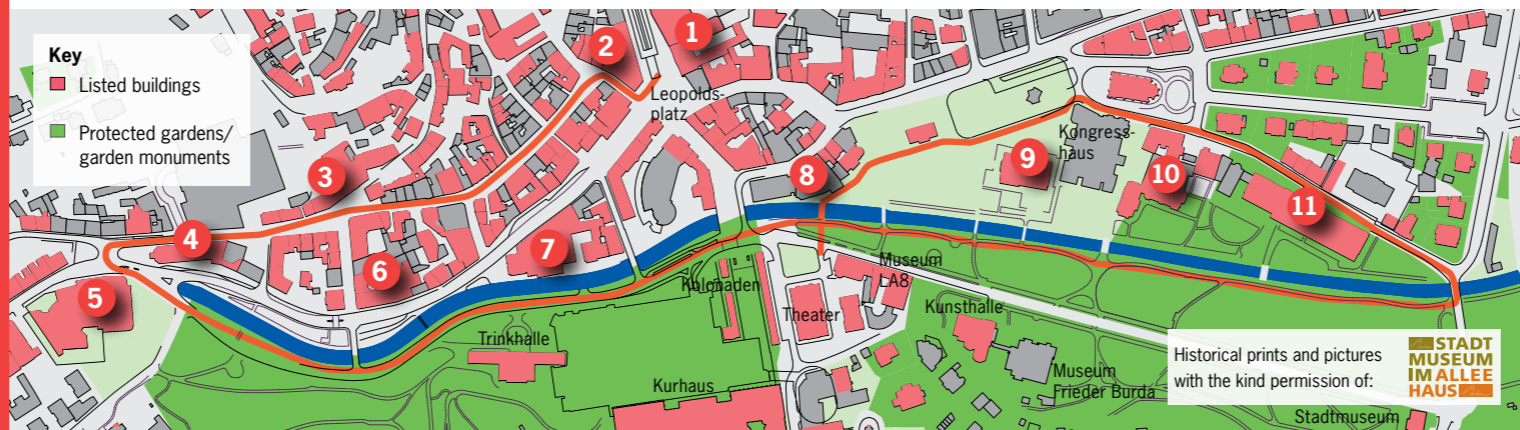 Key
Listed buildings
Protected gardens/
garden monuments
1
2
3
4
5
6
7
8
9
10
11
Leopolds-
platz
Kongress-
haus
Kolonaden
Trinkhalle
Kurhaus
Theater
Museum
LA8
Kunsthalle
Museum
Frieder Burda
Stadtmuseum
Historical prints and pictures
with the kind permission of:
STADT
MUSEUM
IM ALLEE
HAUS